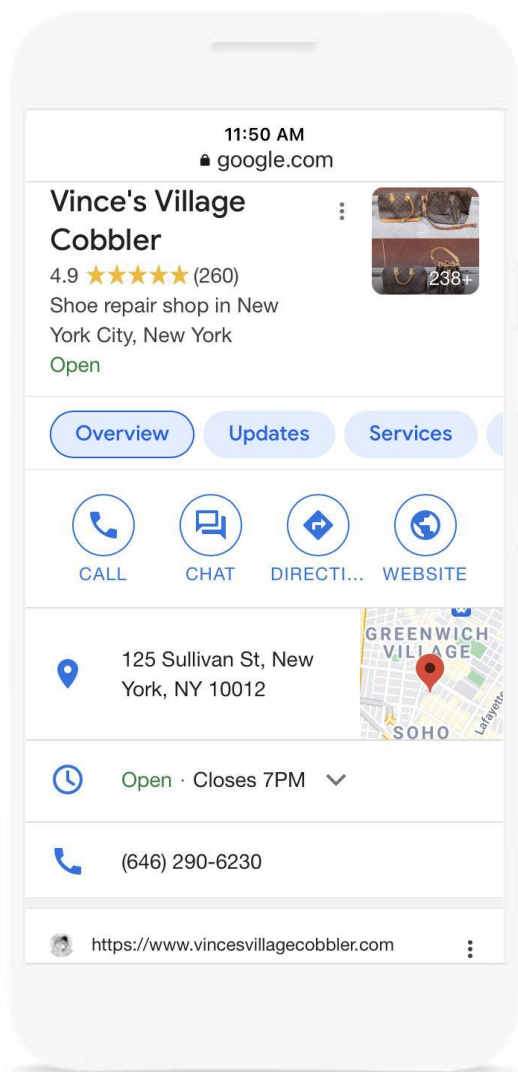 11:50 AM
google.com
Vince's Village
Cobbler
4.9 (260)
Shoe repair shop in New
York City, New York
Open
238+
Overview
Updates
Services
CALL
CHAT
DIRECTI...
WEBSITE
125 Sullivan St, New
York, NY 10012
GREENWICH
VILLAGE
SOHO
Lafayette
Open · Closes 7PM
(646) 290-6230
https://www.vincesvillagecobbler.com